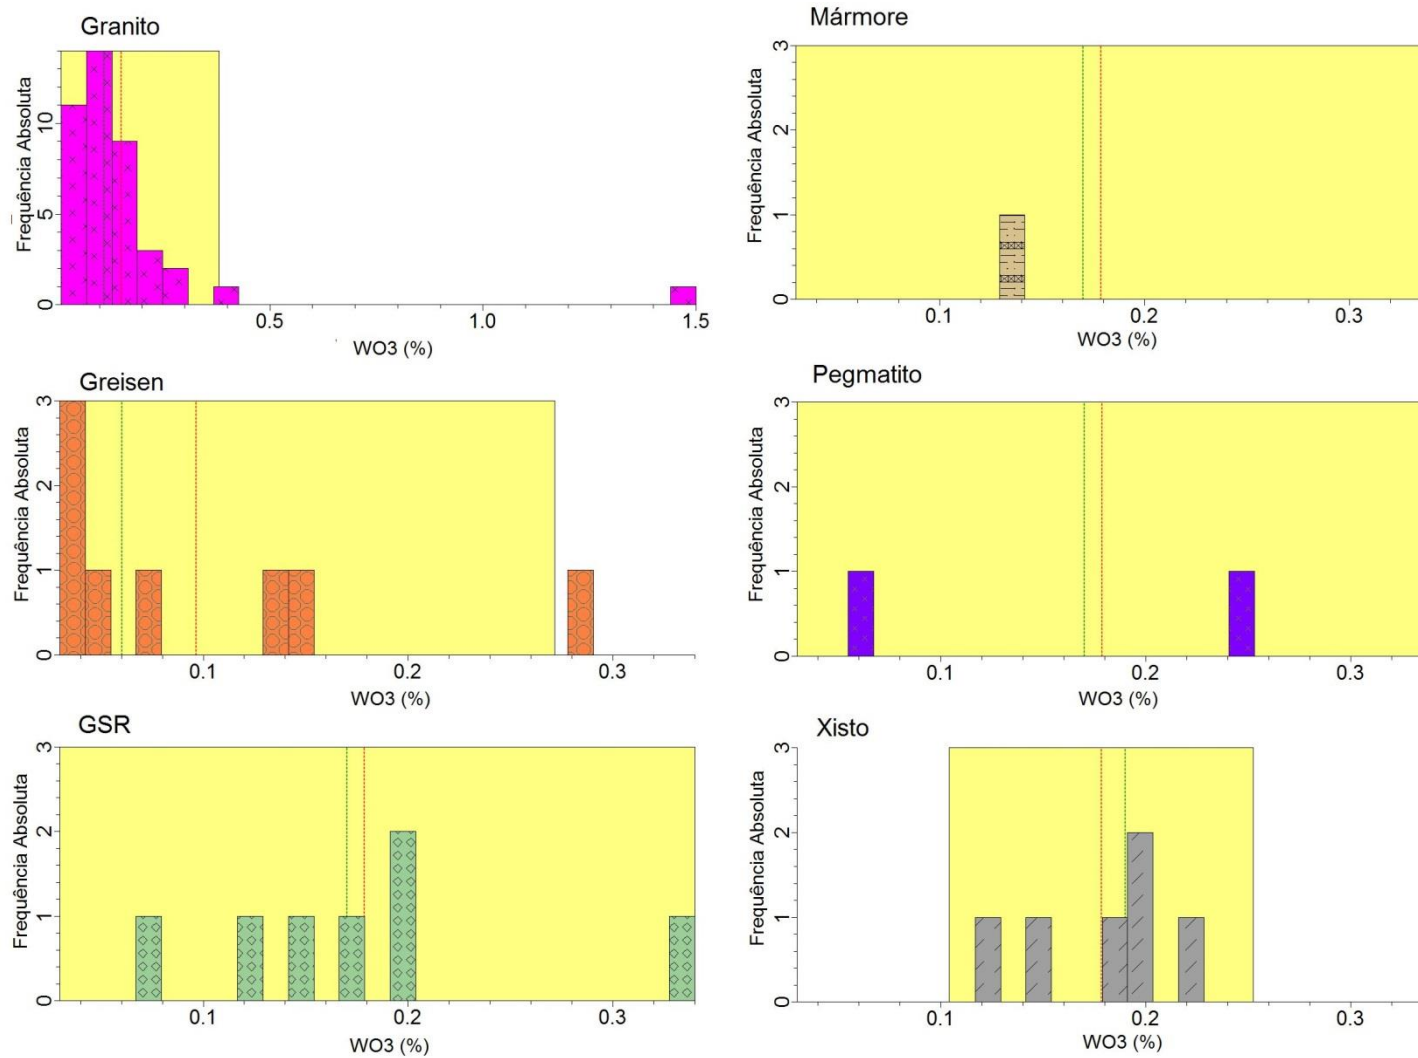 Granito
Frequência Absoluta
10
5
0
0.5
1.0
1.5
WO3 (%)
Mármore
Frequência Absoluta
3
2
1
0
0.1
0.2
0.3
WO3 (%)
Greisen
Frequência Absoluta
3
2
1
0
0.1
0.2
0.3
WO3 (%)
Pegmatito
Frequência Absoluta
3
2
1
0
0.1
0.2
0.3
WO3 (%)
GSR
Frequência Absoluta
3
2
1
0
0.1
0.2
0.3
WO3 (%)
Xisto
Frequência Absoluta
3
2
1
0
0.1
0.2
0.3
WO3 (%)